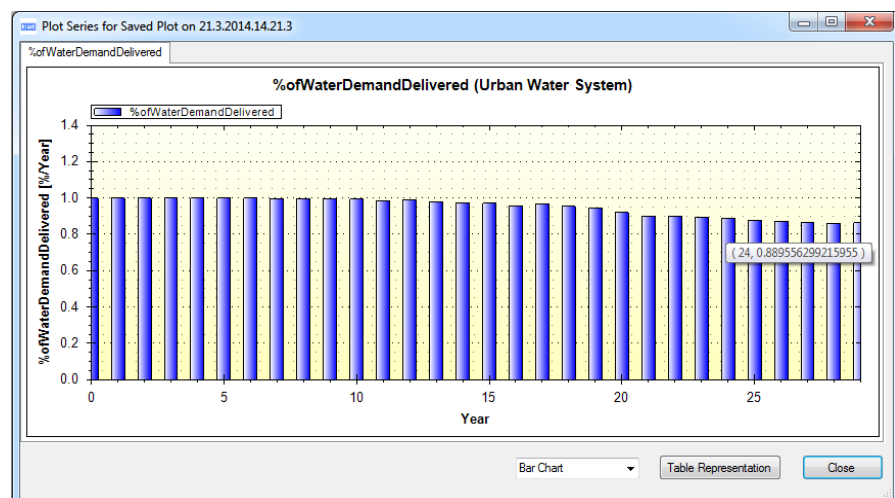 Plot Series for Saved Plot on 21.3.2014.14.21.3
%ofWaterDemandDelivered
%ofWaterDemandDelivered (Urban Water System)
%ofWaterDemandDelivered
%ofWaterDemandDelivered [%/Year]
1.4
1.2
1.0
0.8
0.6
0.4
0.2
0.0
( 24, 0.889556299215955 )
0 5 10 15 20 25
Year
Bar Chart Table Representation Close